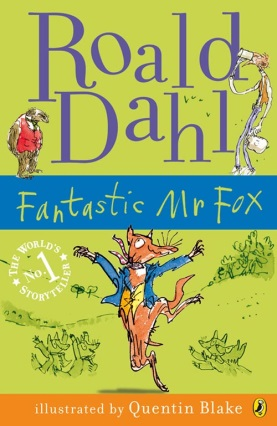 Roald
Dahl
Fantastic Mr Fox
THE WORLD'S
No. 1
STORYTELLER
illustrated by Quentin Blake